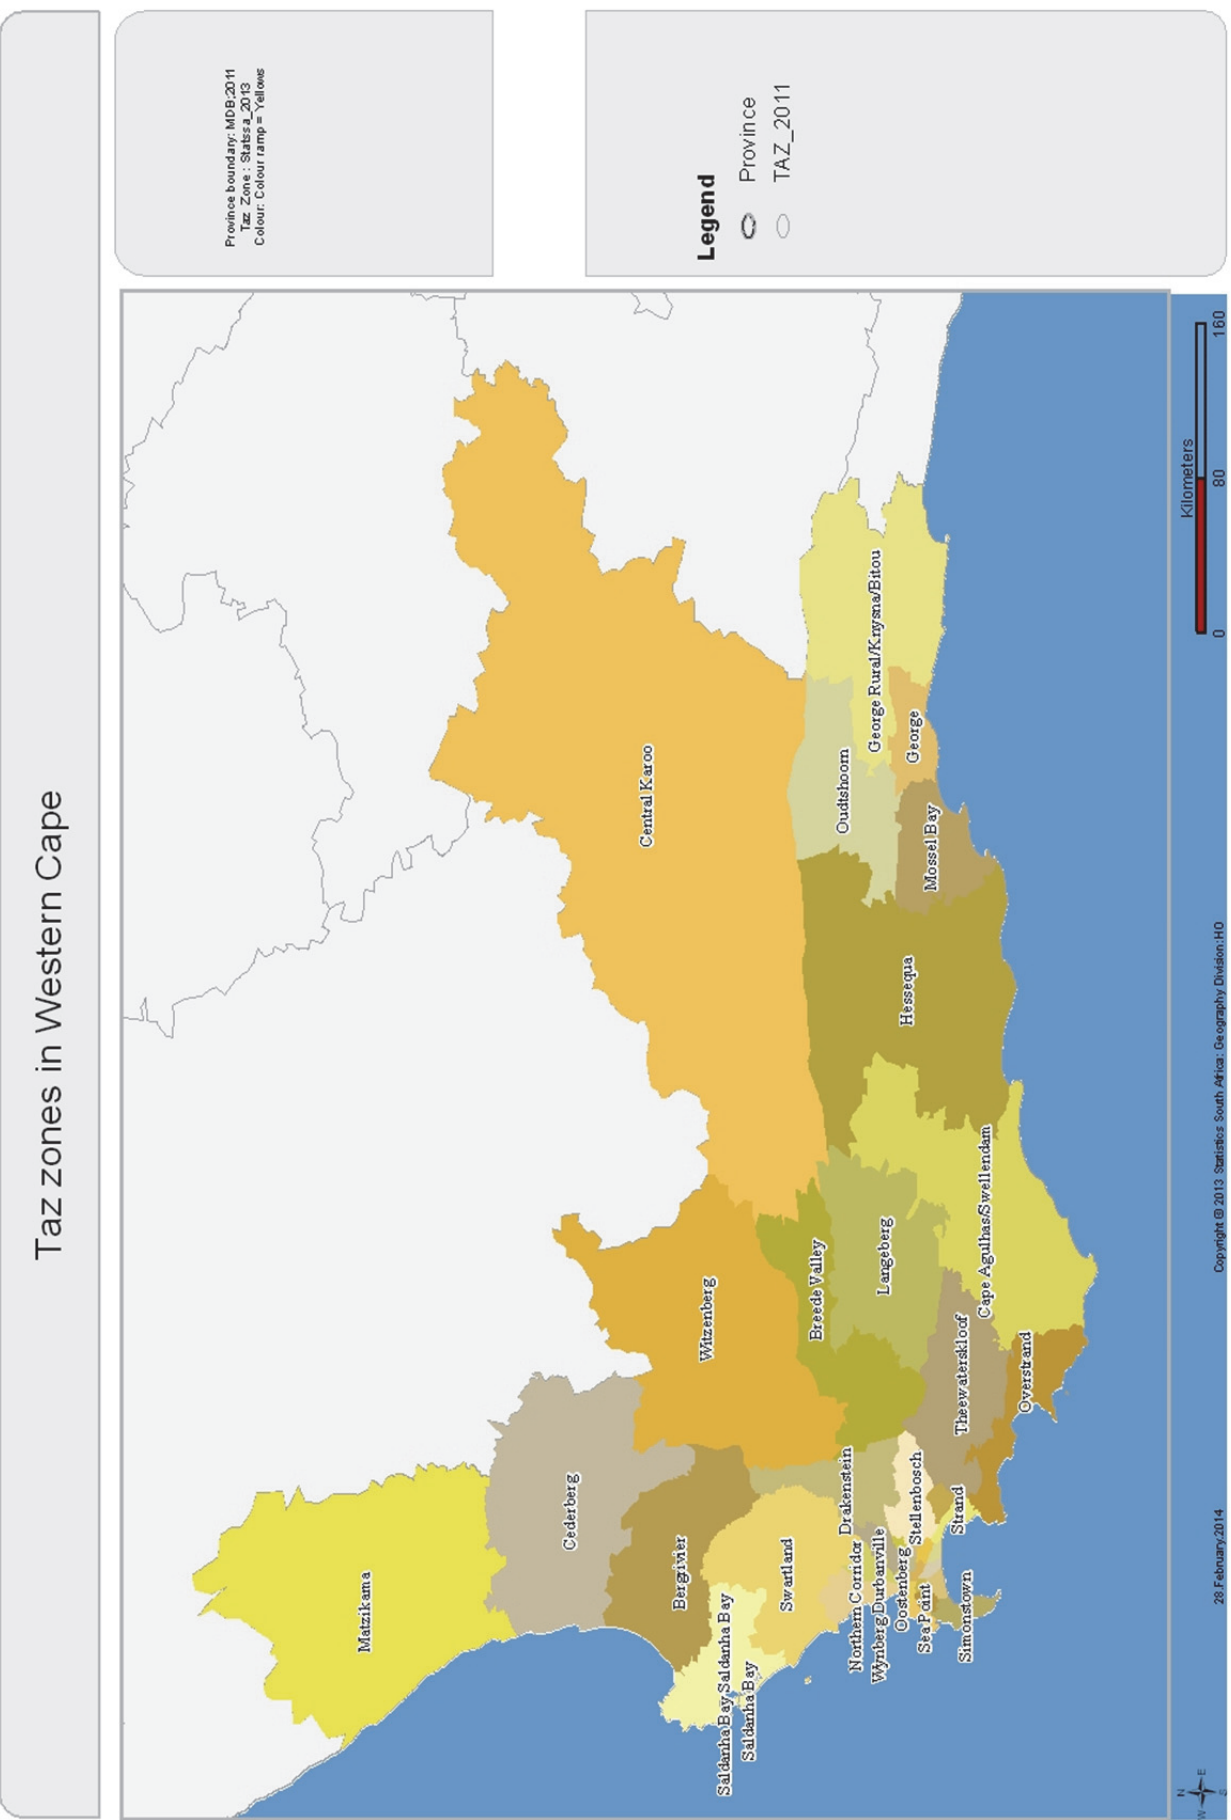 Taz zones in Western Cape
Province boundary: MDB;2011
Taz Zone : Statssa_2013
Colour: Colour ramp = Yellows
Legend
Province
TAZ_2011
Matzikama
Cederberg
Bergrivier
Saldanha Bay Saldanha Bay
Saldanha Bay
Swartland
Witzenberg
Central Karoo
Breede Valley
Drakenstein
Northern Corridor
Wynberg Durbanville
Oostenberg
Stellenbosch
Sea Point
Strand
Simonstown
Langeberg
Theewaterskloof
Cape Agulhas/Swellendam
Overstrand
Hessequa
Oudtshoorn
Mossel Bay
George
George Rural/Knysna/Bitou
Kilometers
0 80 160
N
W E
S
28.February.2014
Copyright @ 2013 Statistics South Africa: Geography Division:HO